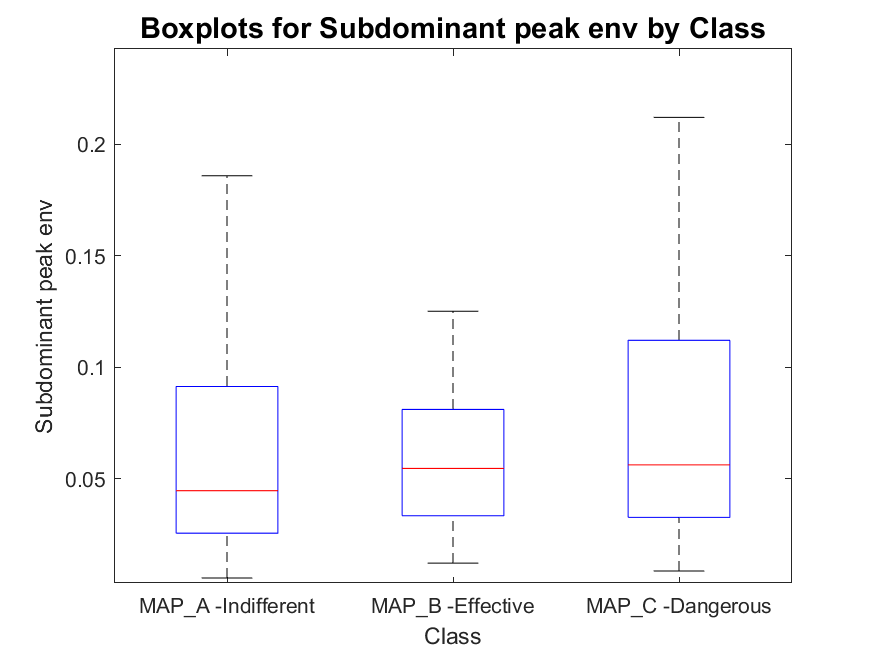 Boxplots for Subdominant peak env by Class
Subdominant peak env
0.2
0.15
0.1
0.05
MAP_A -Indifferent
MAP_B -Effective
MAP_C -Dangerous
Class